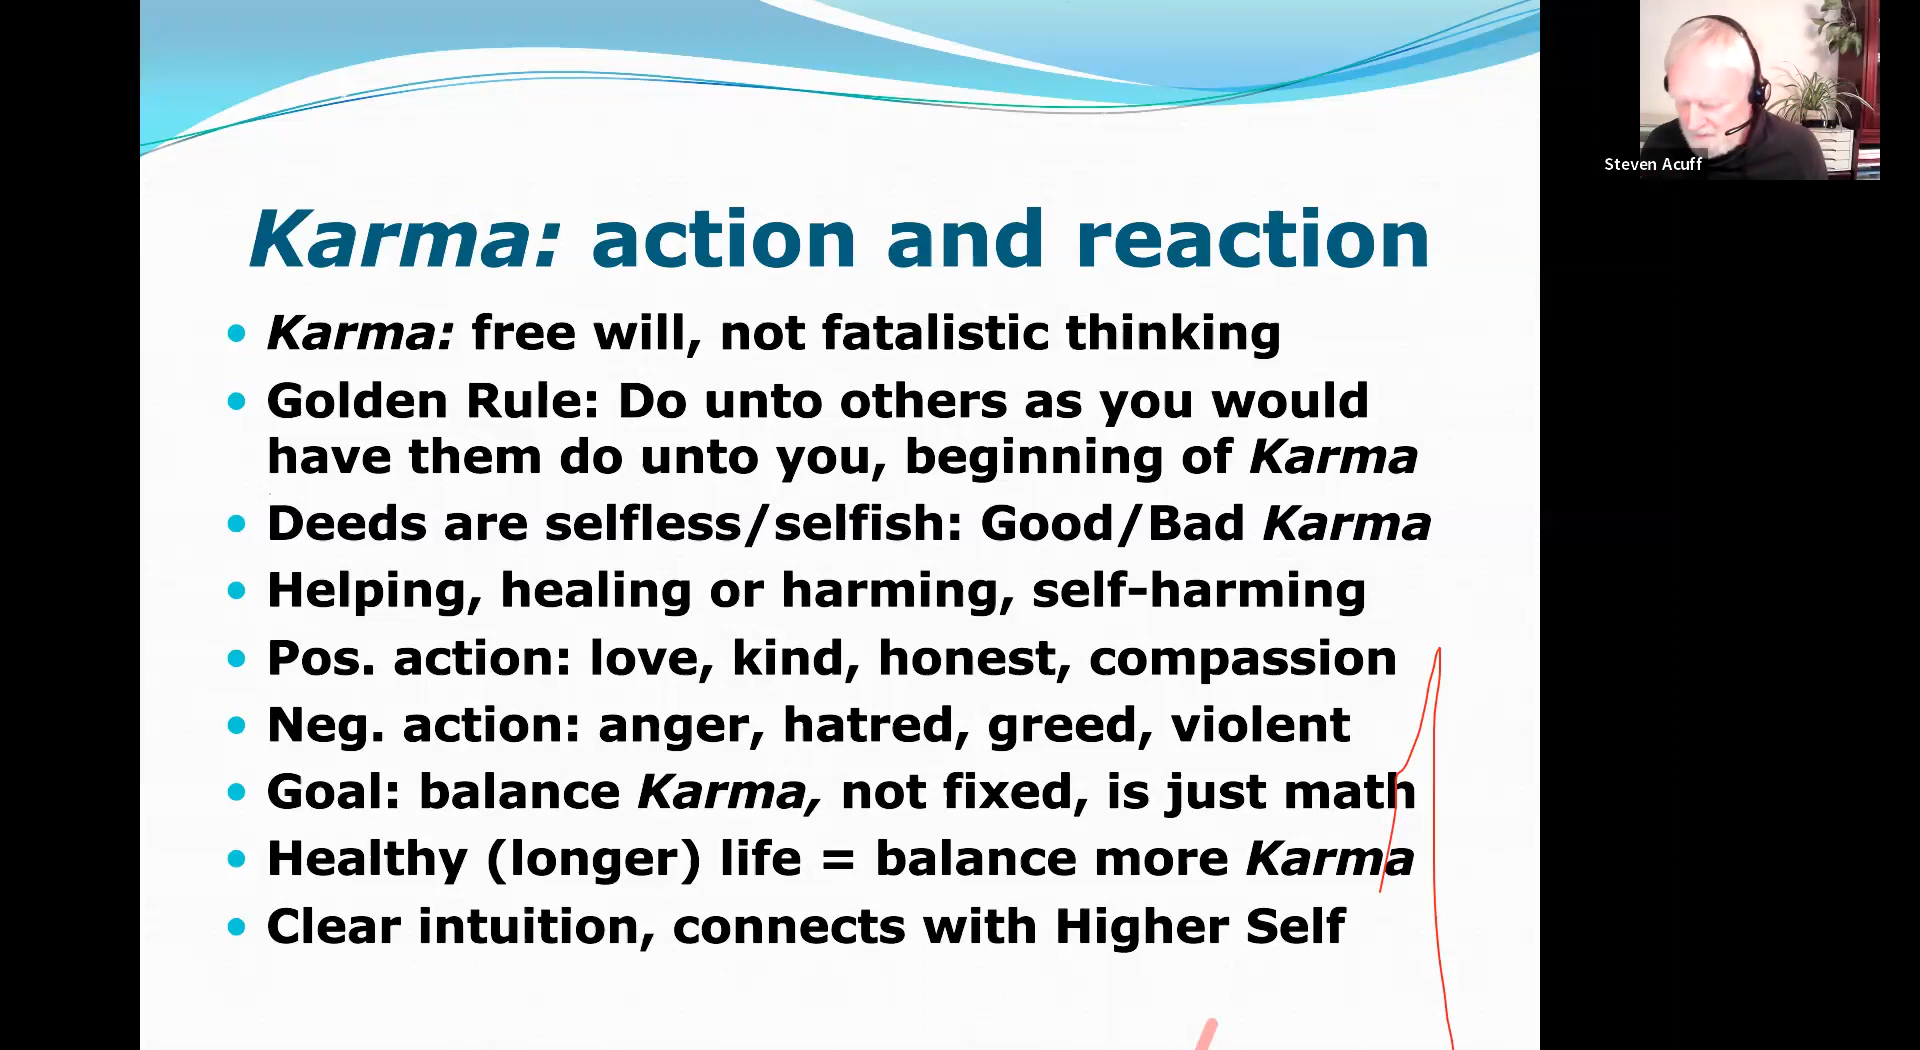 Karma: action and reaction
Karma: free will, not fatalistic thinking
Golden Rule: Do unto others as you would
have them do unto you, beginning of Karma
Deeds are selfless/selfish: Good/Bad Karma
Helping, healing or harming, self-harming
Pos. action: love, kind, honest, compassion
Neg. action: anger, hatred, greed, violent
Goal: balance Karma, not fixed, is just math
Healthy (longer) life = balance more Karma
Clear intuition, connects with Higher Self
Steven Acuff